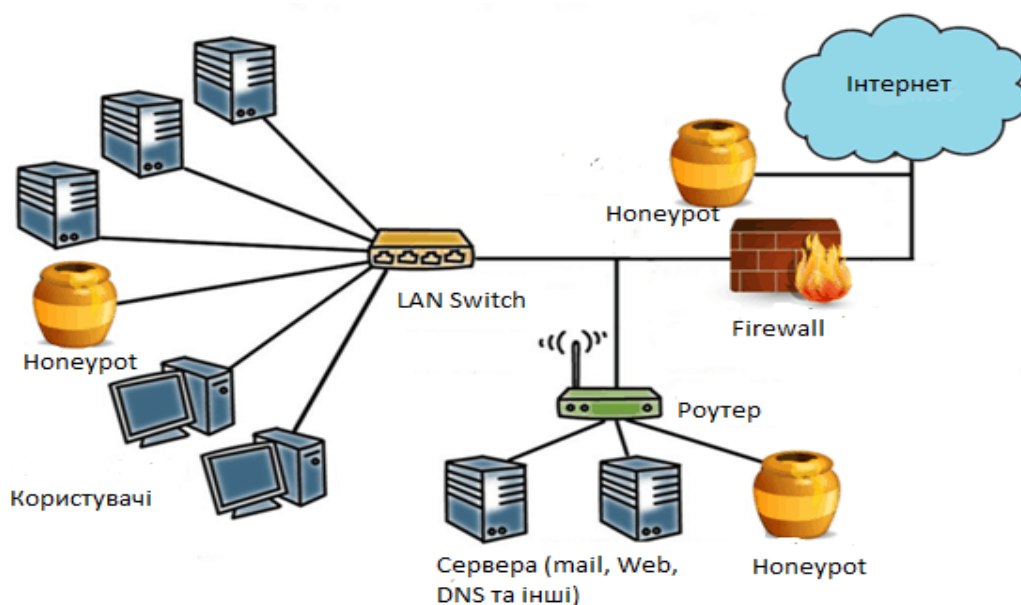 Інтернет
Honeypot
LAN Switch
Firewall
Honeypot
Роутер
Користувачі
Сервера (mail, Web,
DNS та інші)
Honeypot